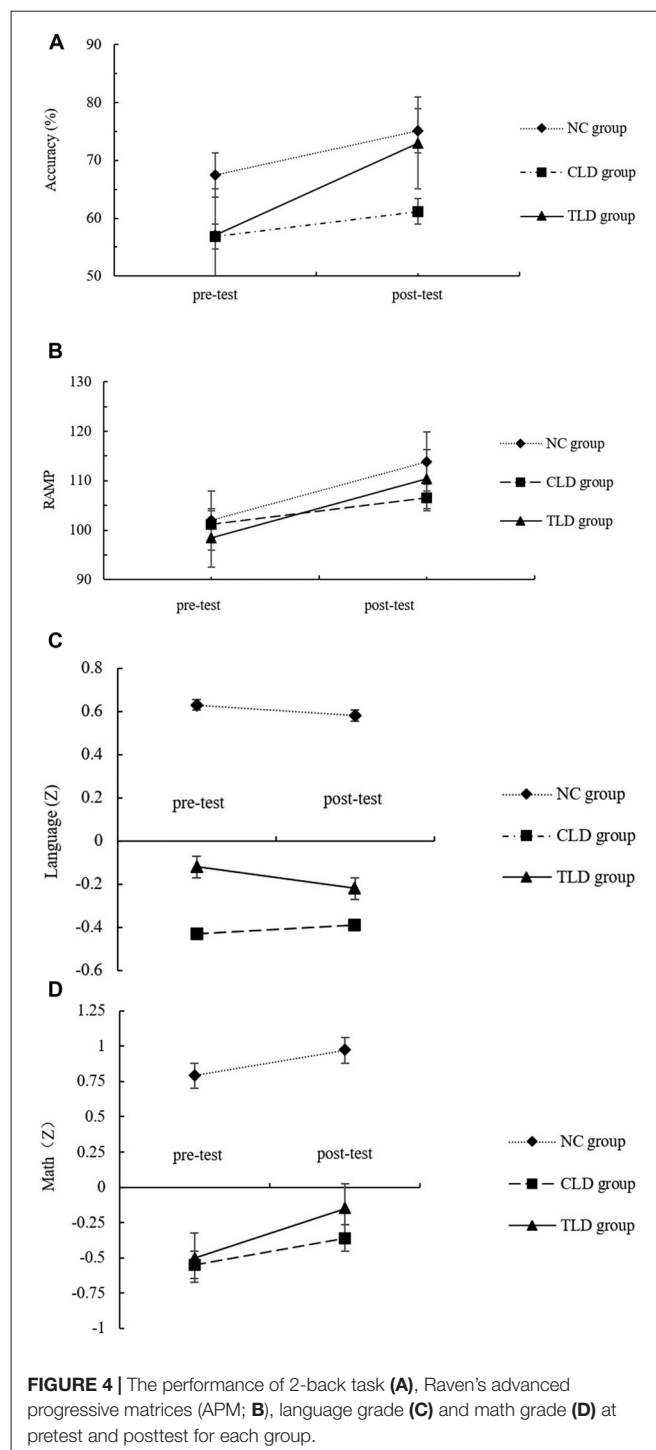 A
90
80
70
60
50
Accuracy (%)
pre-test
post-test
NC group
CLD group
TLD group
B
130
120
110
100
90
RAMP
pre-test
post-test
NC group
CLD group
TLD group
C
0.8
0.6
0.4
0.2
0
-0.2
-0.4
-0.6
Language (Z)
pre-test
post-test
NC group
CLD group
TLD group
D
1.25
1
0.75
0.5
0.25
0
-0.25
-0.5
-0.75
-1
Math (Z)
pre-test
post-test
NC group
CLD group
TLD group
FIGURE 4 | The performance of 2-back task (A), Raven's advanced
progressive matrices (APM; B), language grade (C) and math grade (D) at
pretest and posttest for each group.